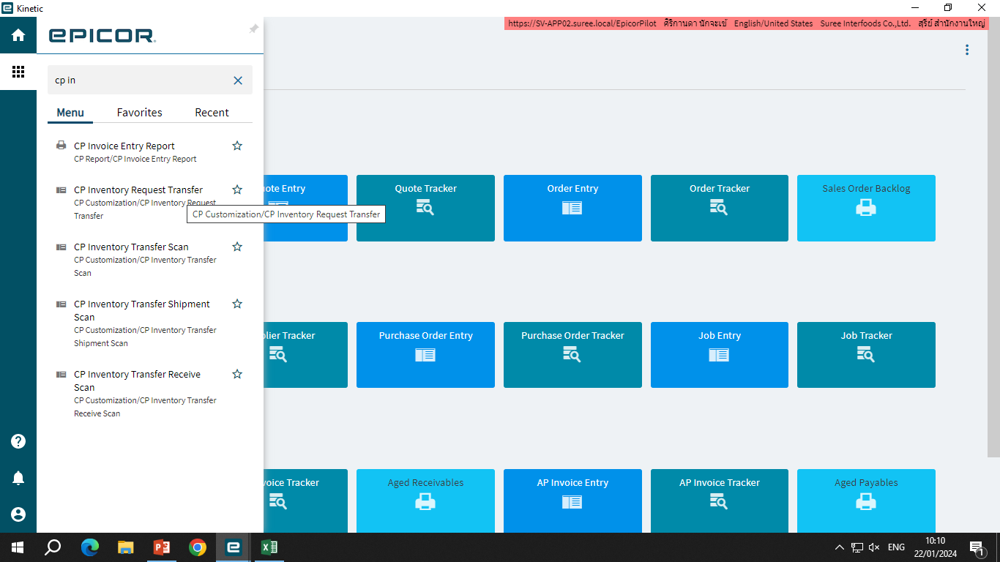 Kinetic
https://SV-APP02.suree.local/EpicorPilot ศิริกานดา นักจะเข้ English/United States Suree Interfoods Co.,Ltd. สุรีย์ สำนักงานใหญ่
EPICOR
cp in
Menu Favorites Recent
CP Invoice Entry Report
CP Report/CP Invoice Entry Report
CP Inventory Request Transfer
CP Customization/CP Inventory Request
Transfer
CP Customization/CP Inventory Request Transfer
CP Inventory Transfer Scan
CP Customization/CP Inventory Transfer
Scan
CP Inventory Transfer Shipment
Scan
CP Customization/CP Inventory Transfer
Shipment Scan
CP Inventory Transfer Receive
Scan
CP Customization/CP Inventory Transfer
Receive Scan
ote Entry
Quote Tracker
Order Entry
Order Tracker
Sales Order Backlog
lier Tracker
Purchase Order Entry
Purchase Order Tracker
Job Entry
Job Tracker
voice Tracker
Aged Receivables
AP Invoice Entry
AP Invoice Tracker
Aged Payables
ENG
10:10
22/01/2024
1